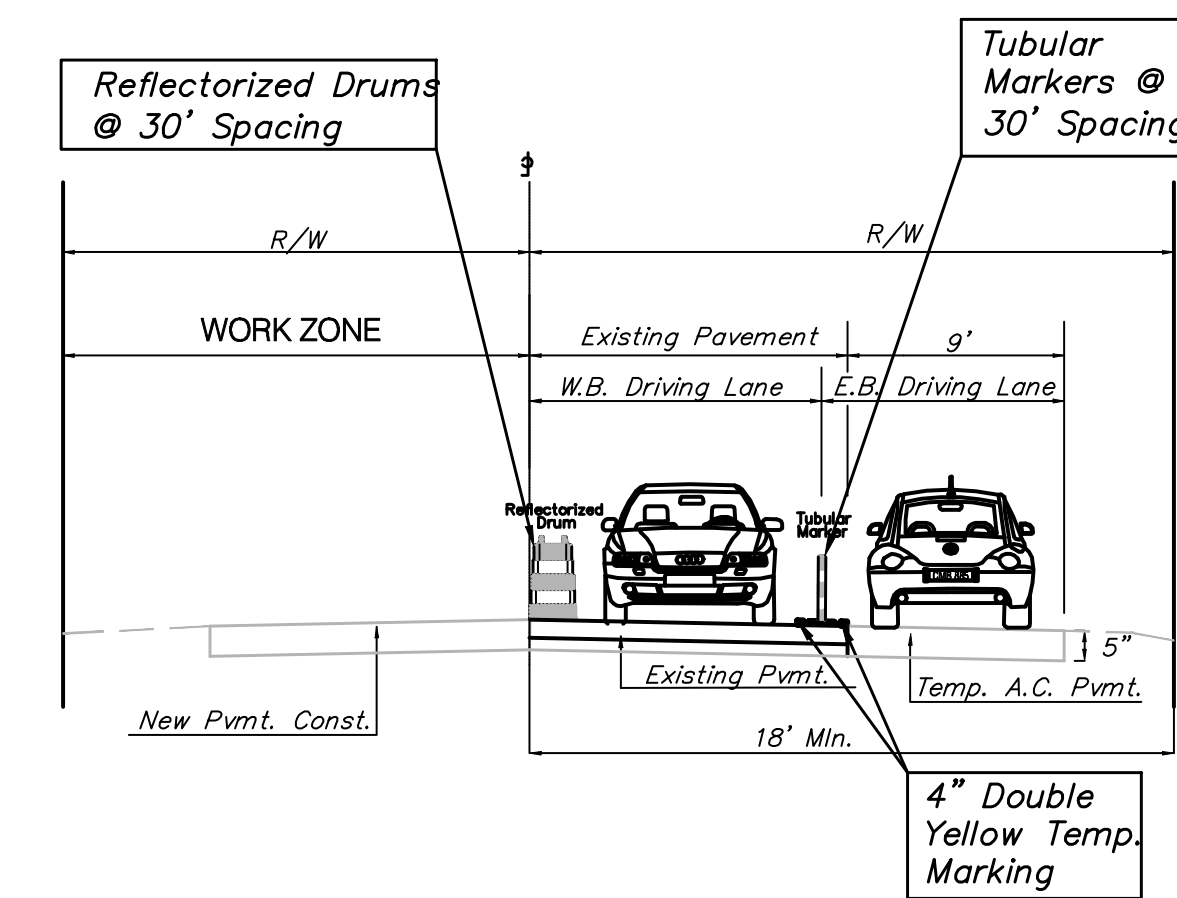 Tubular
Markers @
30' Spacing
Reflectorized Drums
@ 30' Spacing
R/W
R/W
WORK ZONE
Existing Pavement
9'
W.B. Driving Lane
E.B. Driving Lane
Reflectorized
Drum
Tubular
Marker
5"
Existing Pvmt.
Temp. A.C. Pvmt.
New Pvmt. Const.
18' MIn.
4" Double
Yellow Temp.
Marking